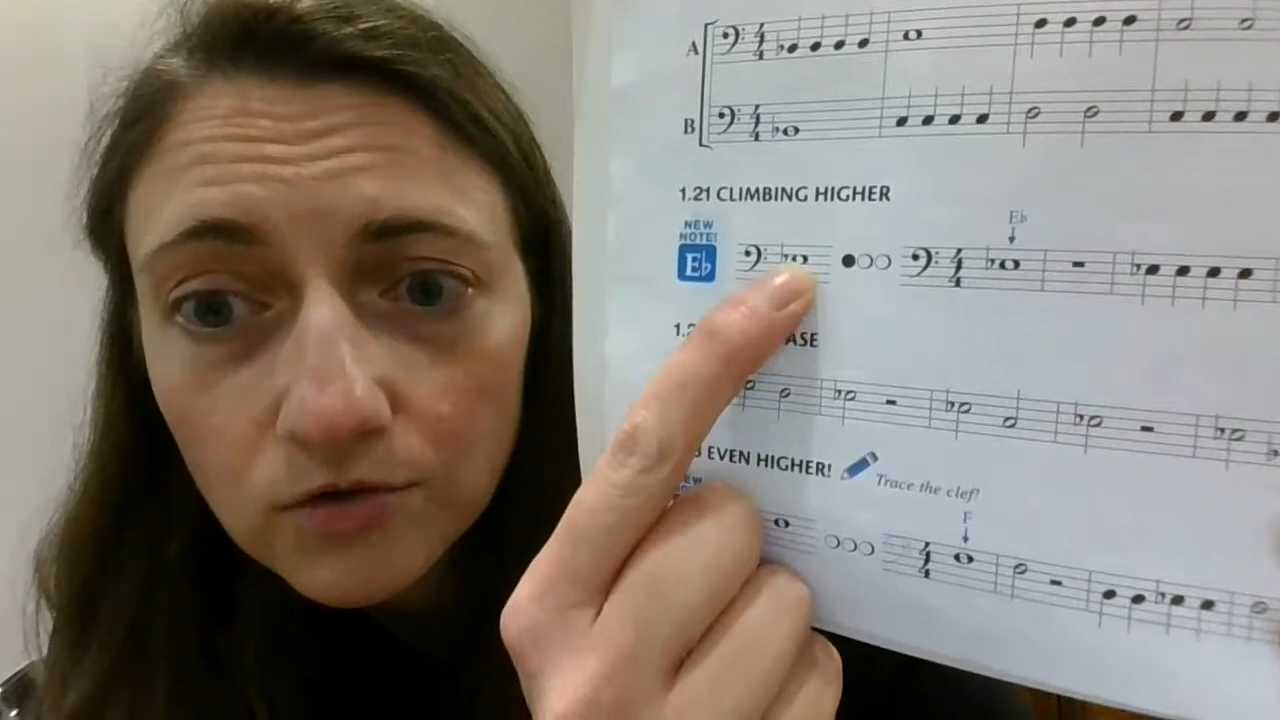 A
B
1.21 CLIMBING HIGHER
NEW
NOTE!
E♭
E♭
ASE
EVEN HIGHER!
Trace the clef!
F